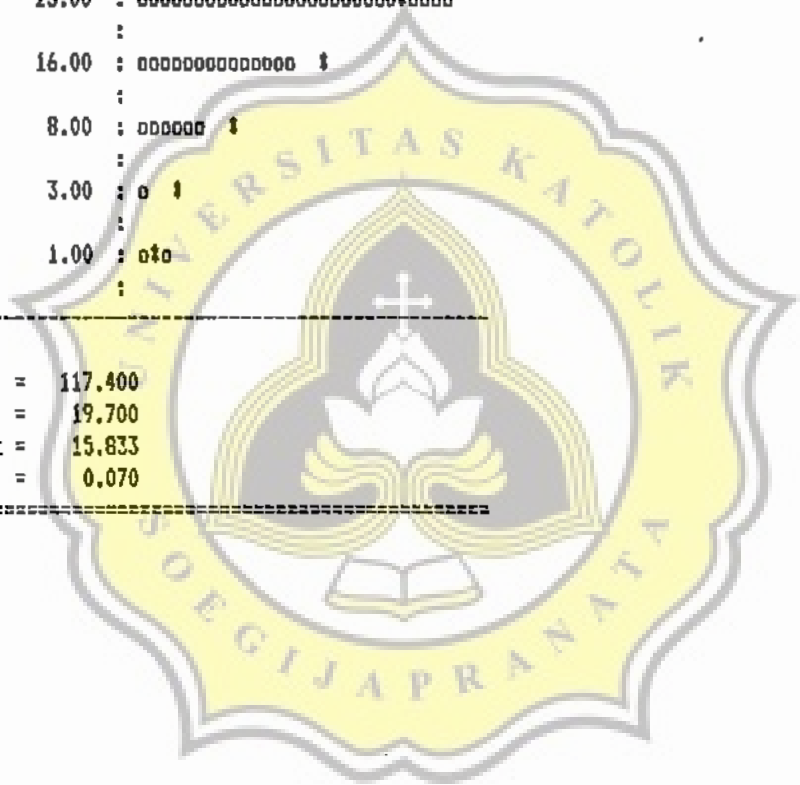 16.00 : oooooooooooooo *
:
8.00 : oooooo *
:
3.00 : o *
:
1.00 : o*o
:
= 117.400
= 19.700
= 15.833
= 0.070
UNIVERSITAS KATOLIK
SOEGIJAPRANATA